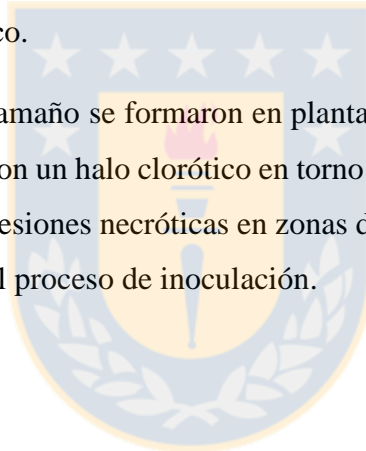 co.
amaño se formaron en planta
on un halo clorótico en torno
esiones necróticas en zonas d
l proceso de inoculación.